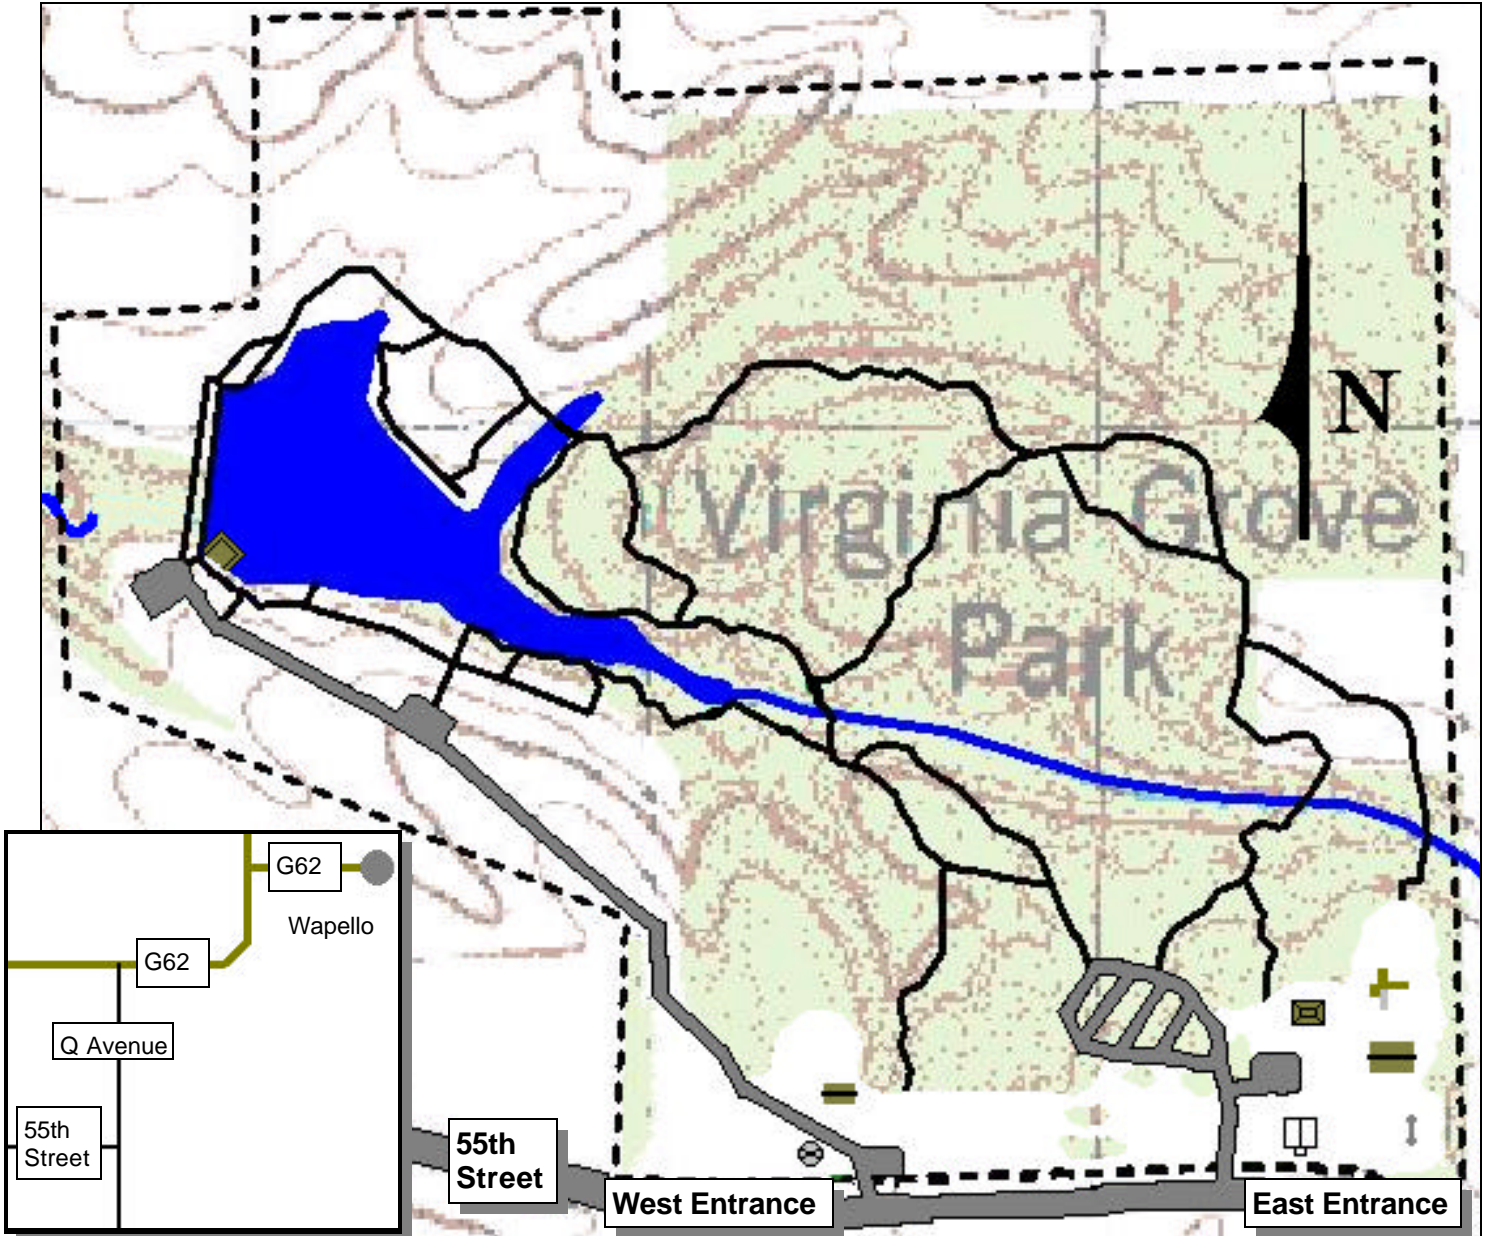 N
Virginia Grove
Park
G62
Wapello
G62
Q Avenue
55th
Street
55th
Street
West Entrance
East Entrance